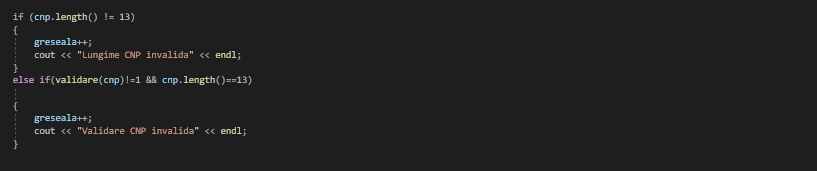 if (cnp.length() != 13)
{
greseala++;
cout << "Lungime CNP invalida" << endl;
}
else if(validare(cnp)!=1 && cnp.length()==13)
{
greseala++;
cout << "Validare CNP invalida" << endl;
}